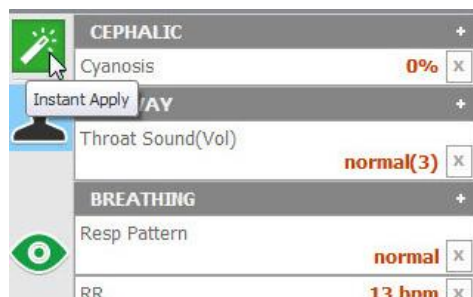 CEPHALIC +
Cyanosis 0% x
Instant Apply
WAY +
Throat Sound(Vol)
normal(3) x
BREATHING +
Resp Pattern
normal x
RR 13 bpm x